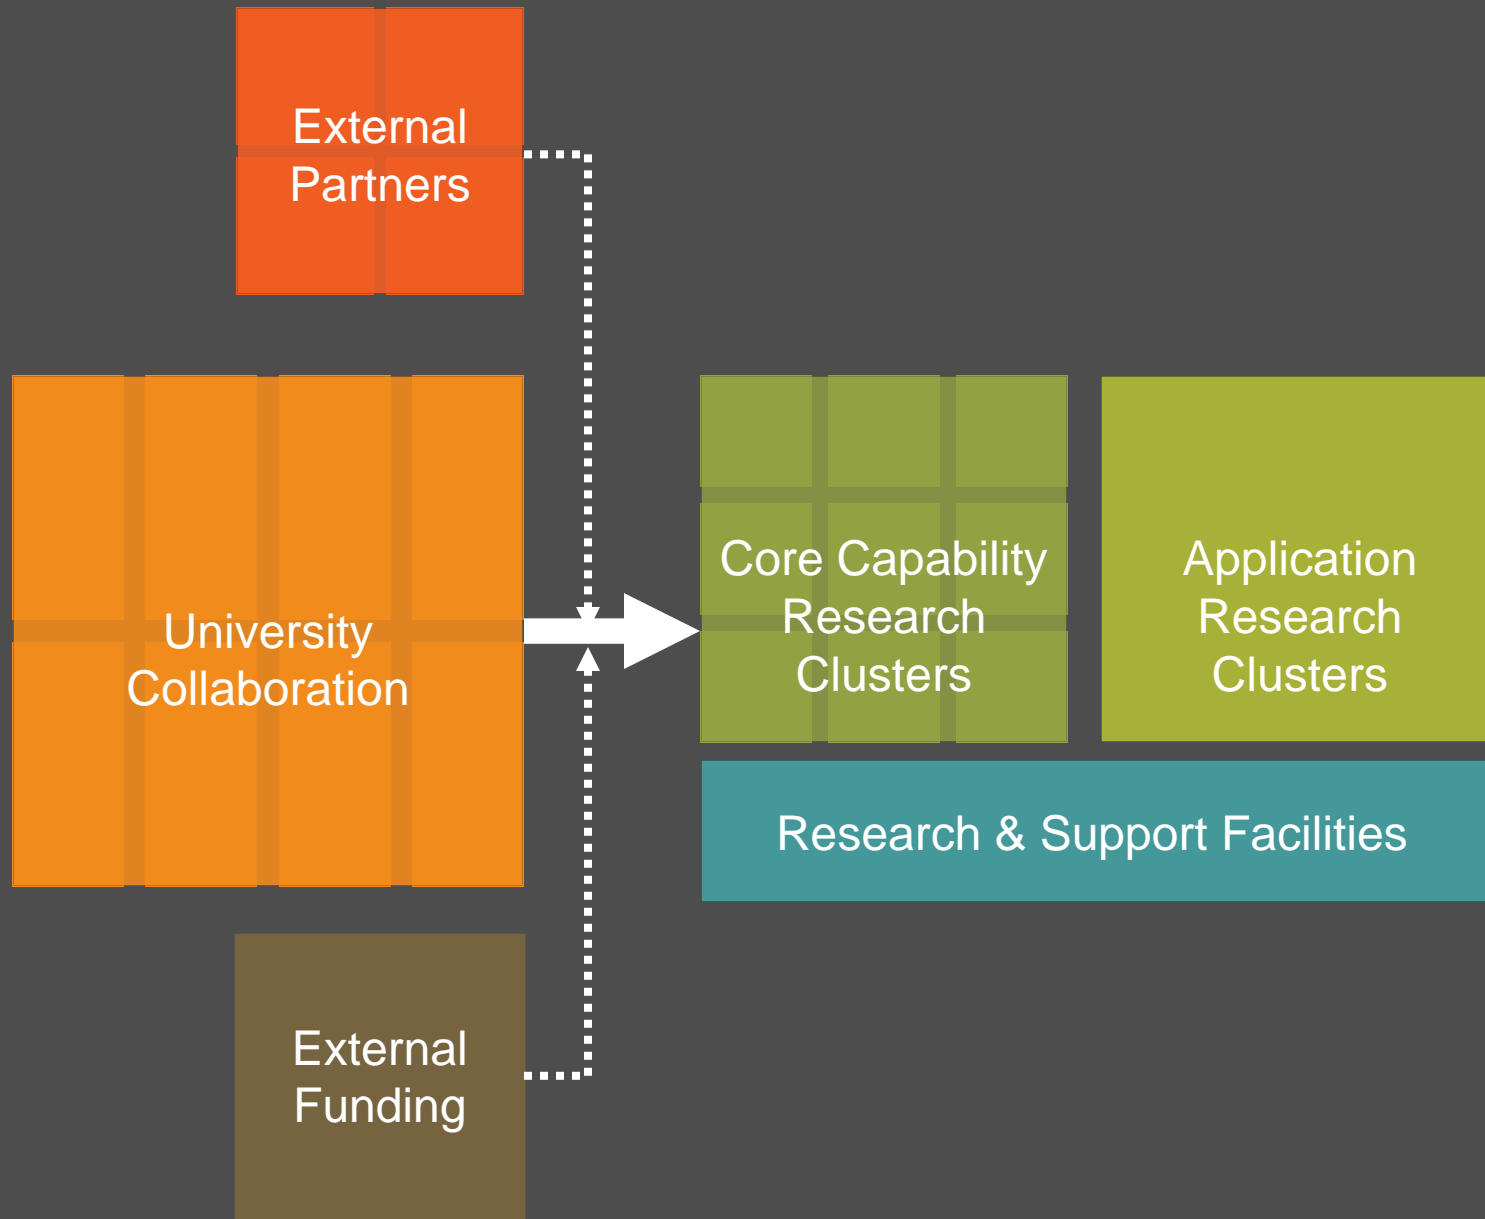 External
Partners
University
Collaboration
Core Capability
Research
Clusters
Application
Research
Clusters
Research & Support Facilities
External
Funding